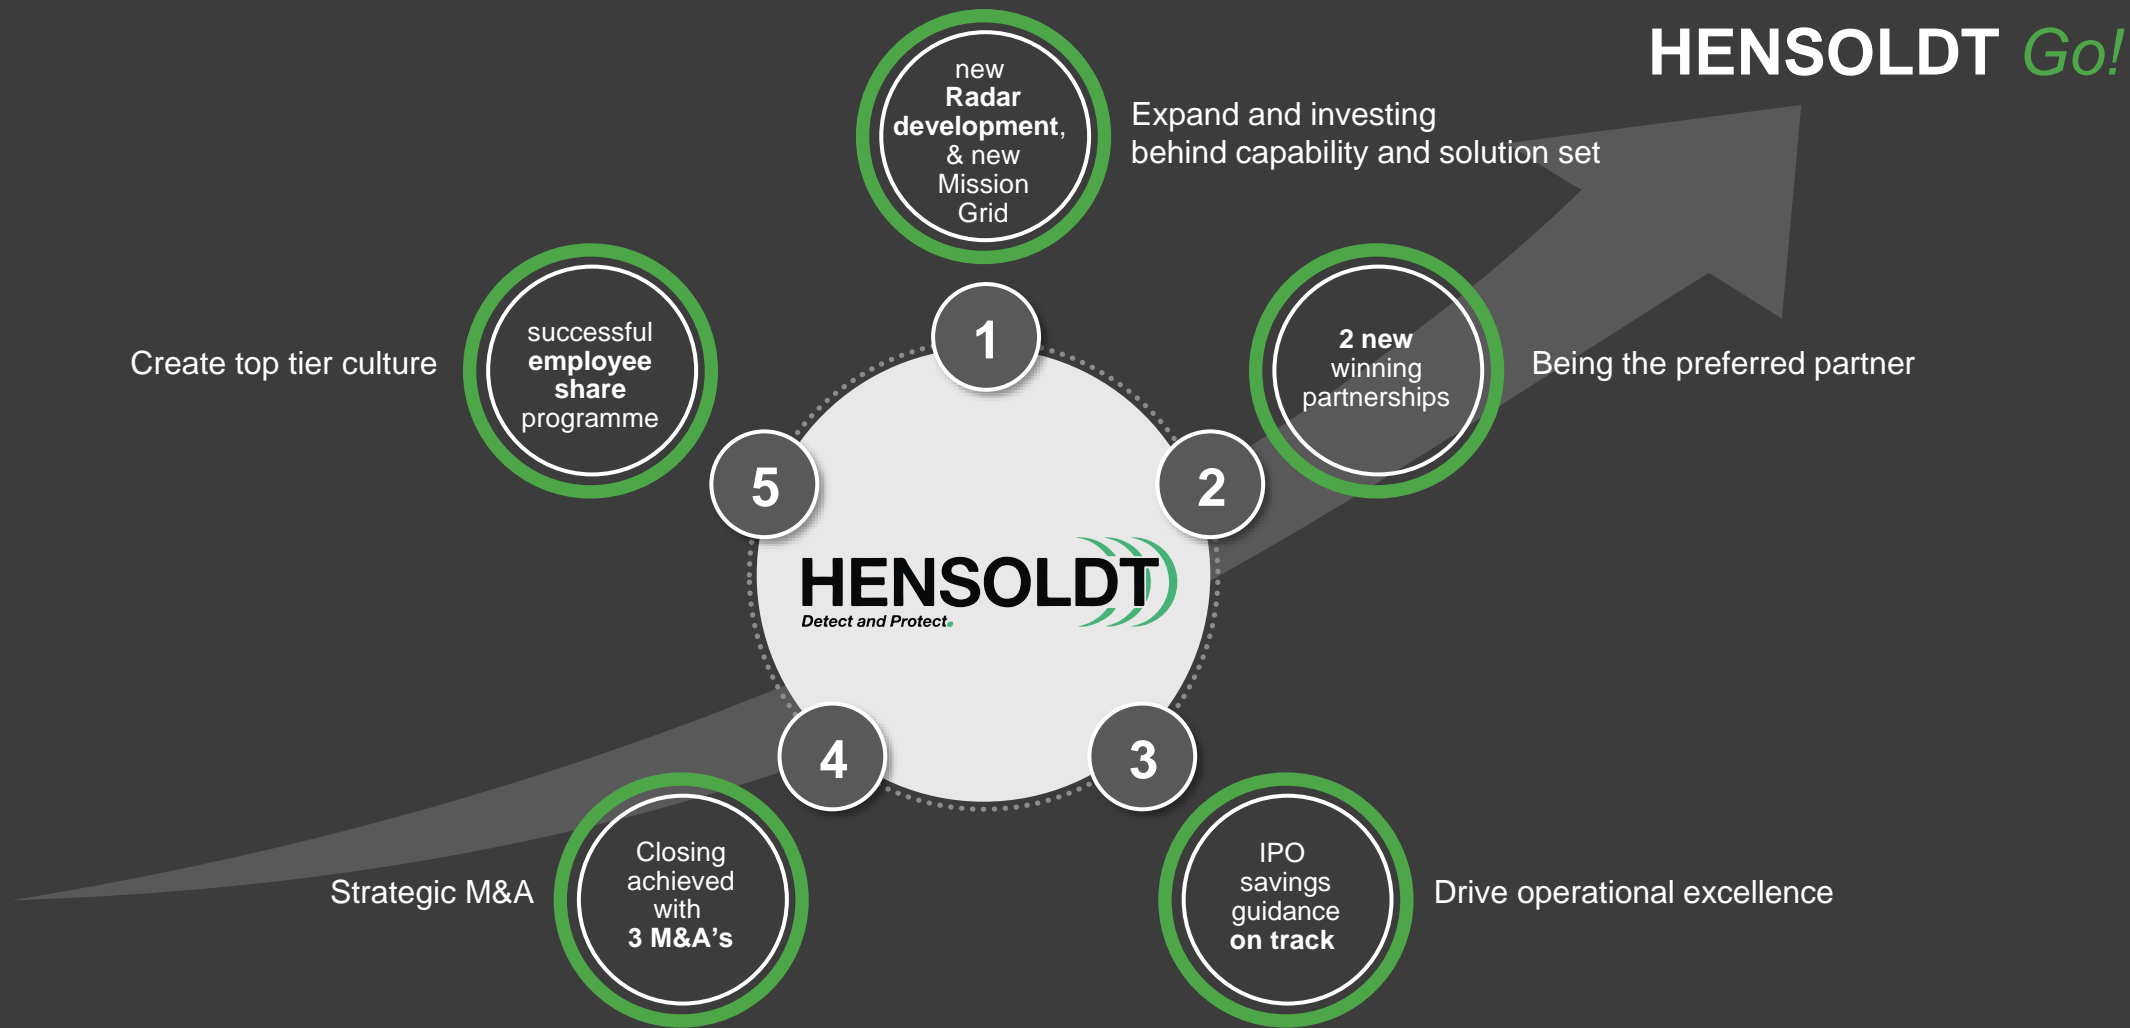 HENSOLDT Go!
new
Radar
development,
& new
Mission
Grid
Expand and investing
behind capability and solution set
1
2 new
winning
partnerships
Being the preferred partner
2
IPO
savings
guidance
on track
Drive operational excellence
3
Closing
achieved
with
3 M&A’s
Strategic M&A
4
successful
employee
share
programme
Create top tier culture
5
HENSOLDT
Detect and Protect.